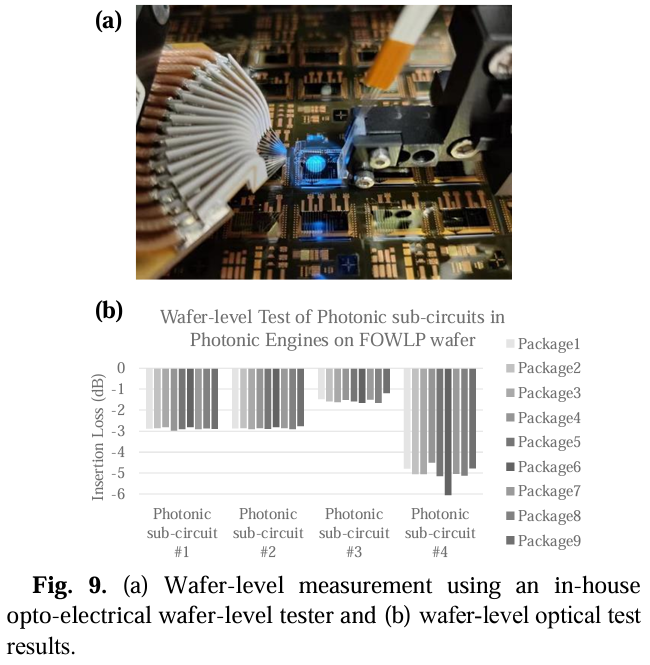 (a)
(b)
Wafer-level Test of Photonic sub-circuits in
Photonic Engines on FOWLP wafer
Insertion Loss (dB)
0
-1
-2
-3
-4
-5
-6
Photonic
sub-circuit
#1
Photonic
sub-circuit
#2
Photonic
sub-circuit
#3
Photonic
sub-circuit
#4
Package1
Package2
Package3
Package4
Package5
Package6
Package7
Package8
Package9
Fig. 9. (a) Wafer-level measurement using an in-house
opto-electrical wafer-level tester and (b) wafer-level optical test
results.